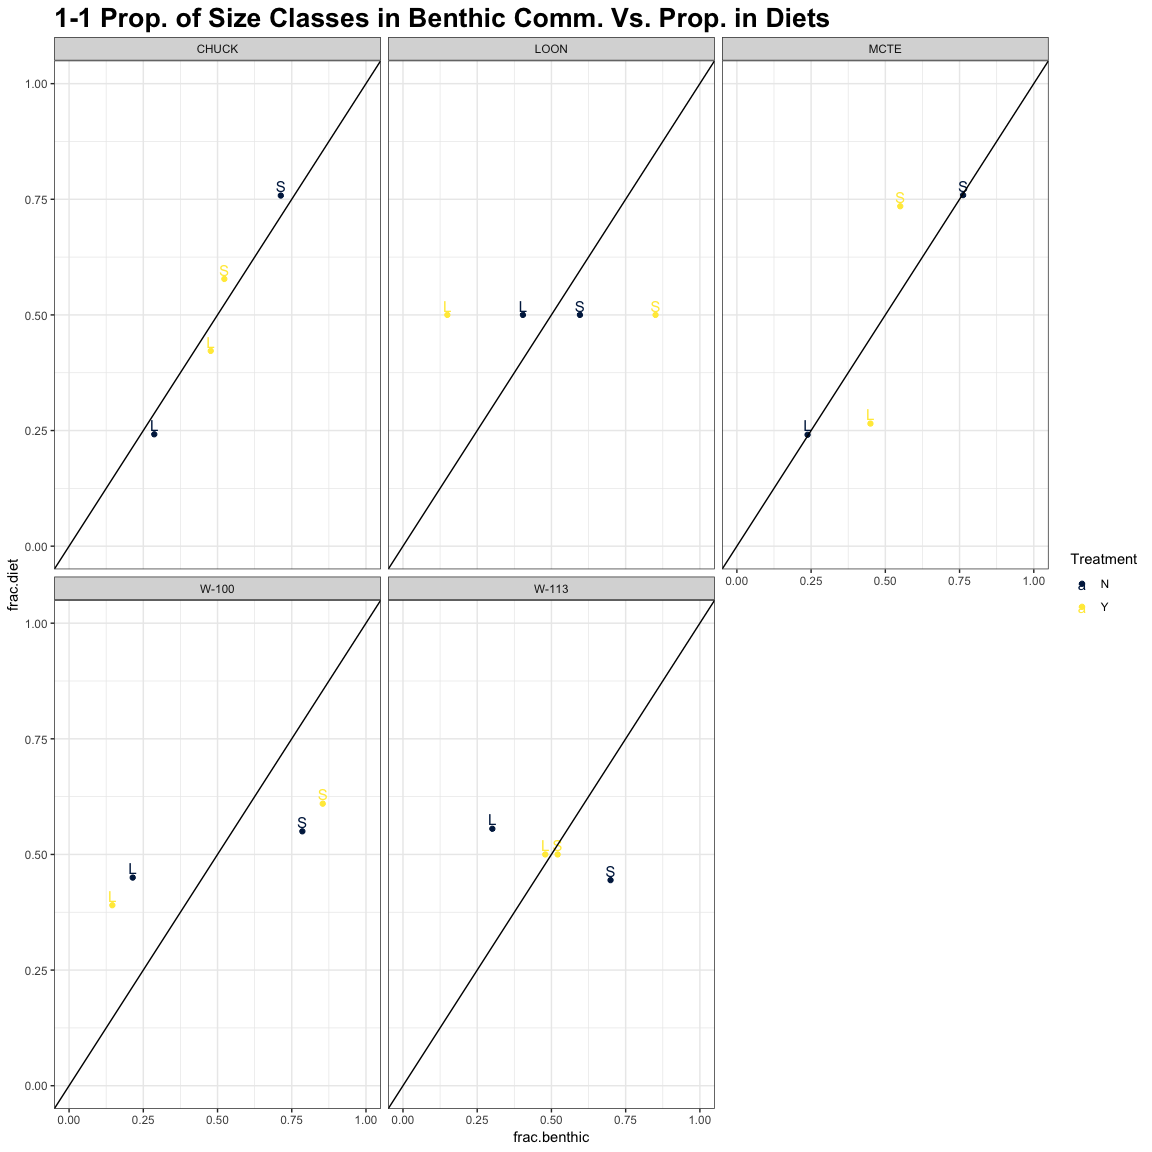 1-1 Prop. of Size Classes in Benthic Comm. Vs. Prop. in Diets
CHUCK
LOON
MCTE
1.00
0.75
0.50
0.25
0.00
S
S
L
L
L
L
S
S
S
S
L
L
0.00
0.25
0.50
0.75
1.00
frac.diet
W-100
W-113
1.00
0.75
0.50
0.25
0.00
S
S
L
L
L
L
S
S
0.00
0.25
0.50
0.75
1.00
0.00
0.25
0.50
0.75
1.00
frac.benthic
Treatment
a N
a Y